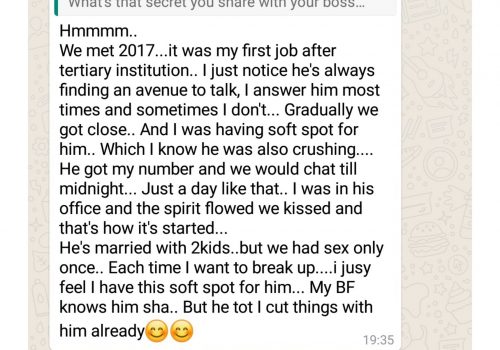 What's that secret you share with your boss...
Hmmmm..
We met 2017...it was my first job after
tertiary institution.. I just notice he's always
finding an avenue to talk, I answer him most
times and sometimes I don't... Gradually we
got close.. And I was having soft spot for
him.. Which I know he was also crushing....
He got my number and we would chat till
midnight... Just a day like that.. I was in his
office and the spirit flowed we kissed and
that's how it's started...
He's married with 2kids..but we had sex only
once.. Each time I want to break up....i jusy
feel I have this soft spot for him... My BF
knows him sha.. But he tot I cut things with
him already😊😊
19:35